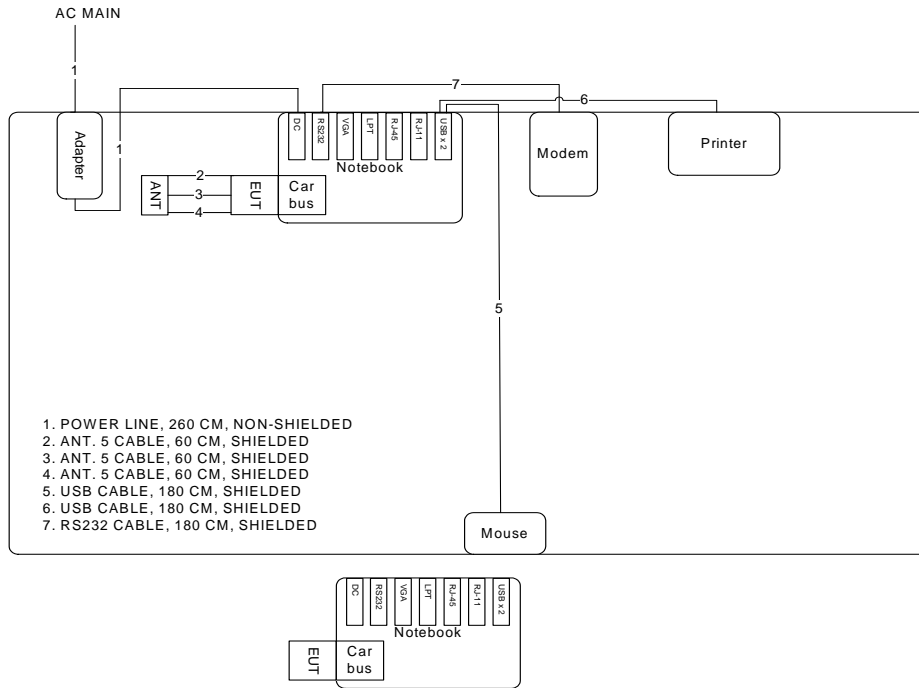 AC MAIN
1
7
6
Adapter
1
DC
RS232
VGA
LPT
RJ-45
RJ-11
USB x 2
Notebook
Modem
Printer
ANT
2
3
4
EUT
Car
bus
5
1. POWER LINE, 260 CM, NON-SHIELDED
2. ANT. 5 CABLE, 60 CM, SHIELDED
3. ANT. 5 CABLE, 60 CM, SHIELDED
4. ANT. 5 CABLE, 60 CM, SHIELDED
5. USB CABLE, 180 CM, SHIELDED
6. USB CABLE, 180 CM, SHIELDED
7. RS232 CABLE, 180 CM, SHIELDED
Mouse
DC
RS232
VGA
LPT
RJ-45
RJ-11
USB x 2
Notebook
EUT
Car
bus